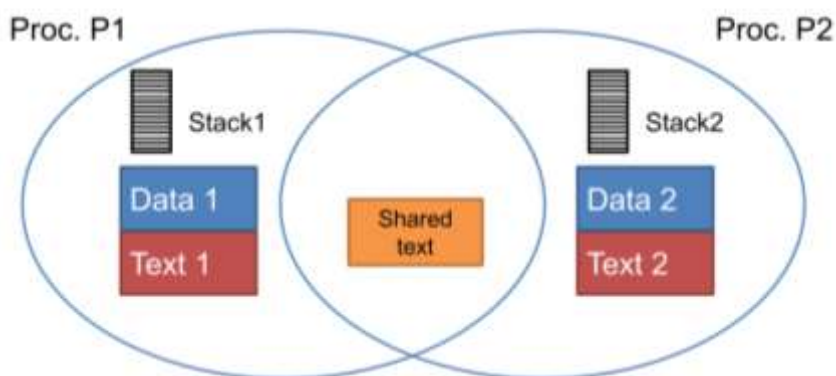 Proc. P1
Proc. P2
Stack1
Stack2
Data 1
Shared
text
Data 2
Text 1
Text 2